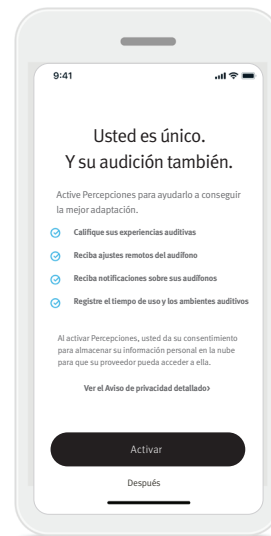 9:41
Usted es único.
Y su audición también.
Active Percepciones para ayudarlo a conseguir
la mejor adaptación.
Califique sus experiencias auditivas
Reciba ajustes remotos del audífono
Reciba notificaciones sobre sus audífonos
Registre el tiempo de uso y los ambientes auditivos
Al activar Percepciones, usted da su consentimiento
para almacenar su información personal en la nube
para que su proveedor pueda acceder a ella.
Ver el Aviso de privacidad detallado›
Activar
Después